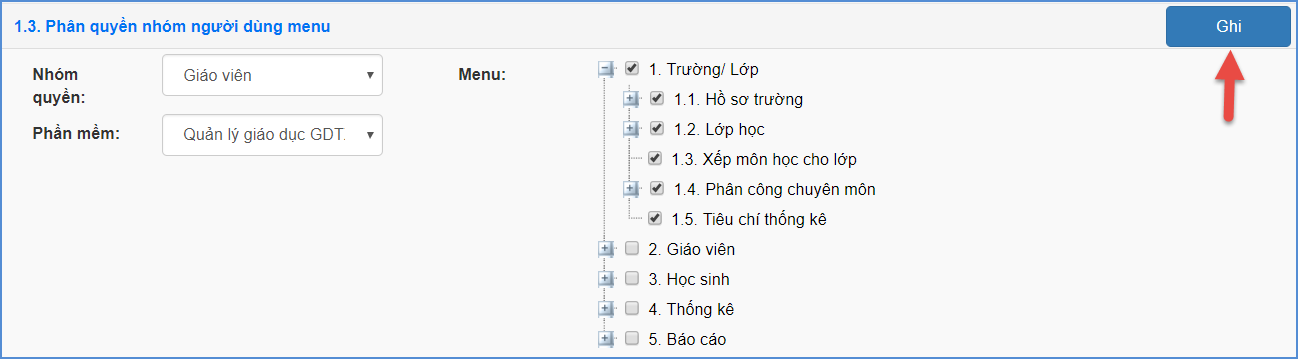 1.3. Phân quyền nhóm người dùng menu
Ghi
Nhóm quyền:
Giáo viên
Phần mềm:
Quản lý giáo dục GDT.
Menu:
1. Trường/ Lớp
1.1. Hồ sơ trường
1.2. Lớp học
1.3. Xếp môn học cho lớp
1.4. Phân công chuyên môn
1.5. Tiêu chí thống kê
2. Giáo viên
3. Học sinh
4. Thống kê
5. Báo cáo